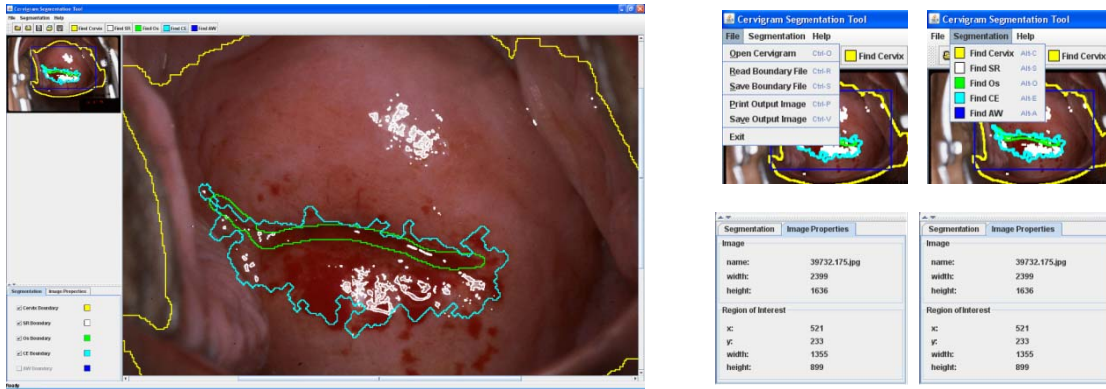 Cervigram Segmentation Tool
File Segmentation Help
Find Cervix Find SR Find Os Find CE Find AW
Segmentation Image Properties
Cervix Boundary
SR Boundary
Os Boundary
CE Boundary
AW Boundary
Ready
Cervigram Segmentation Tool
File Segmentation Help
Open Cervigram Ctrl-O
Find Cervix
Read Boundary File Ctrl-R
Save Boundary File Ctrl-S
Print Output Image Ctrl-P
Save Output Image Ctrl-V
Exit
Cervigram Segmentation Tool
File Segmentation Help
Find Cervix Alt-C
Find Cervix
Find SR Alt-S
Find Os Alt-O
Find CE Alt-E
Find AW Alt-A
Segmentation Image Properties
Image
name: 39732.175.jpg
width: 2399
height: 1636
Region of Interest
x: 521
y: 233
width: 1355
height: 899
Segmentation Image Properties
Image
name: 39732.175.jpg
width: 2399
height: 1636
Region of Interest
x: 521
y: 233
width: 1355
height: 899